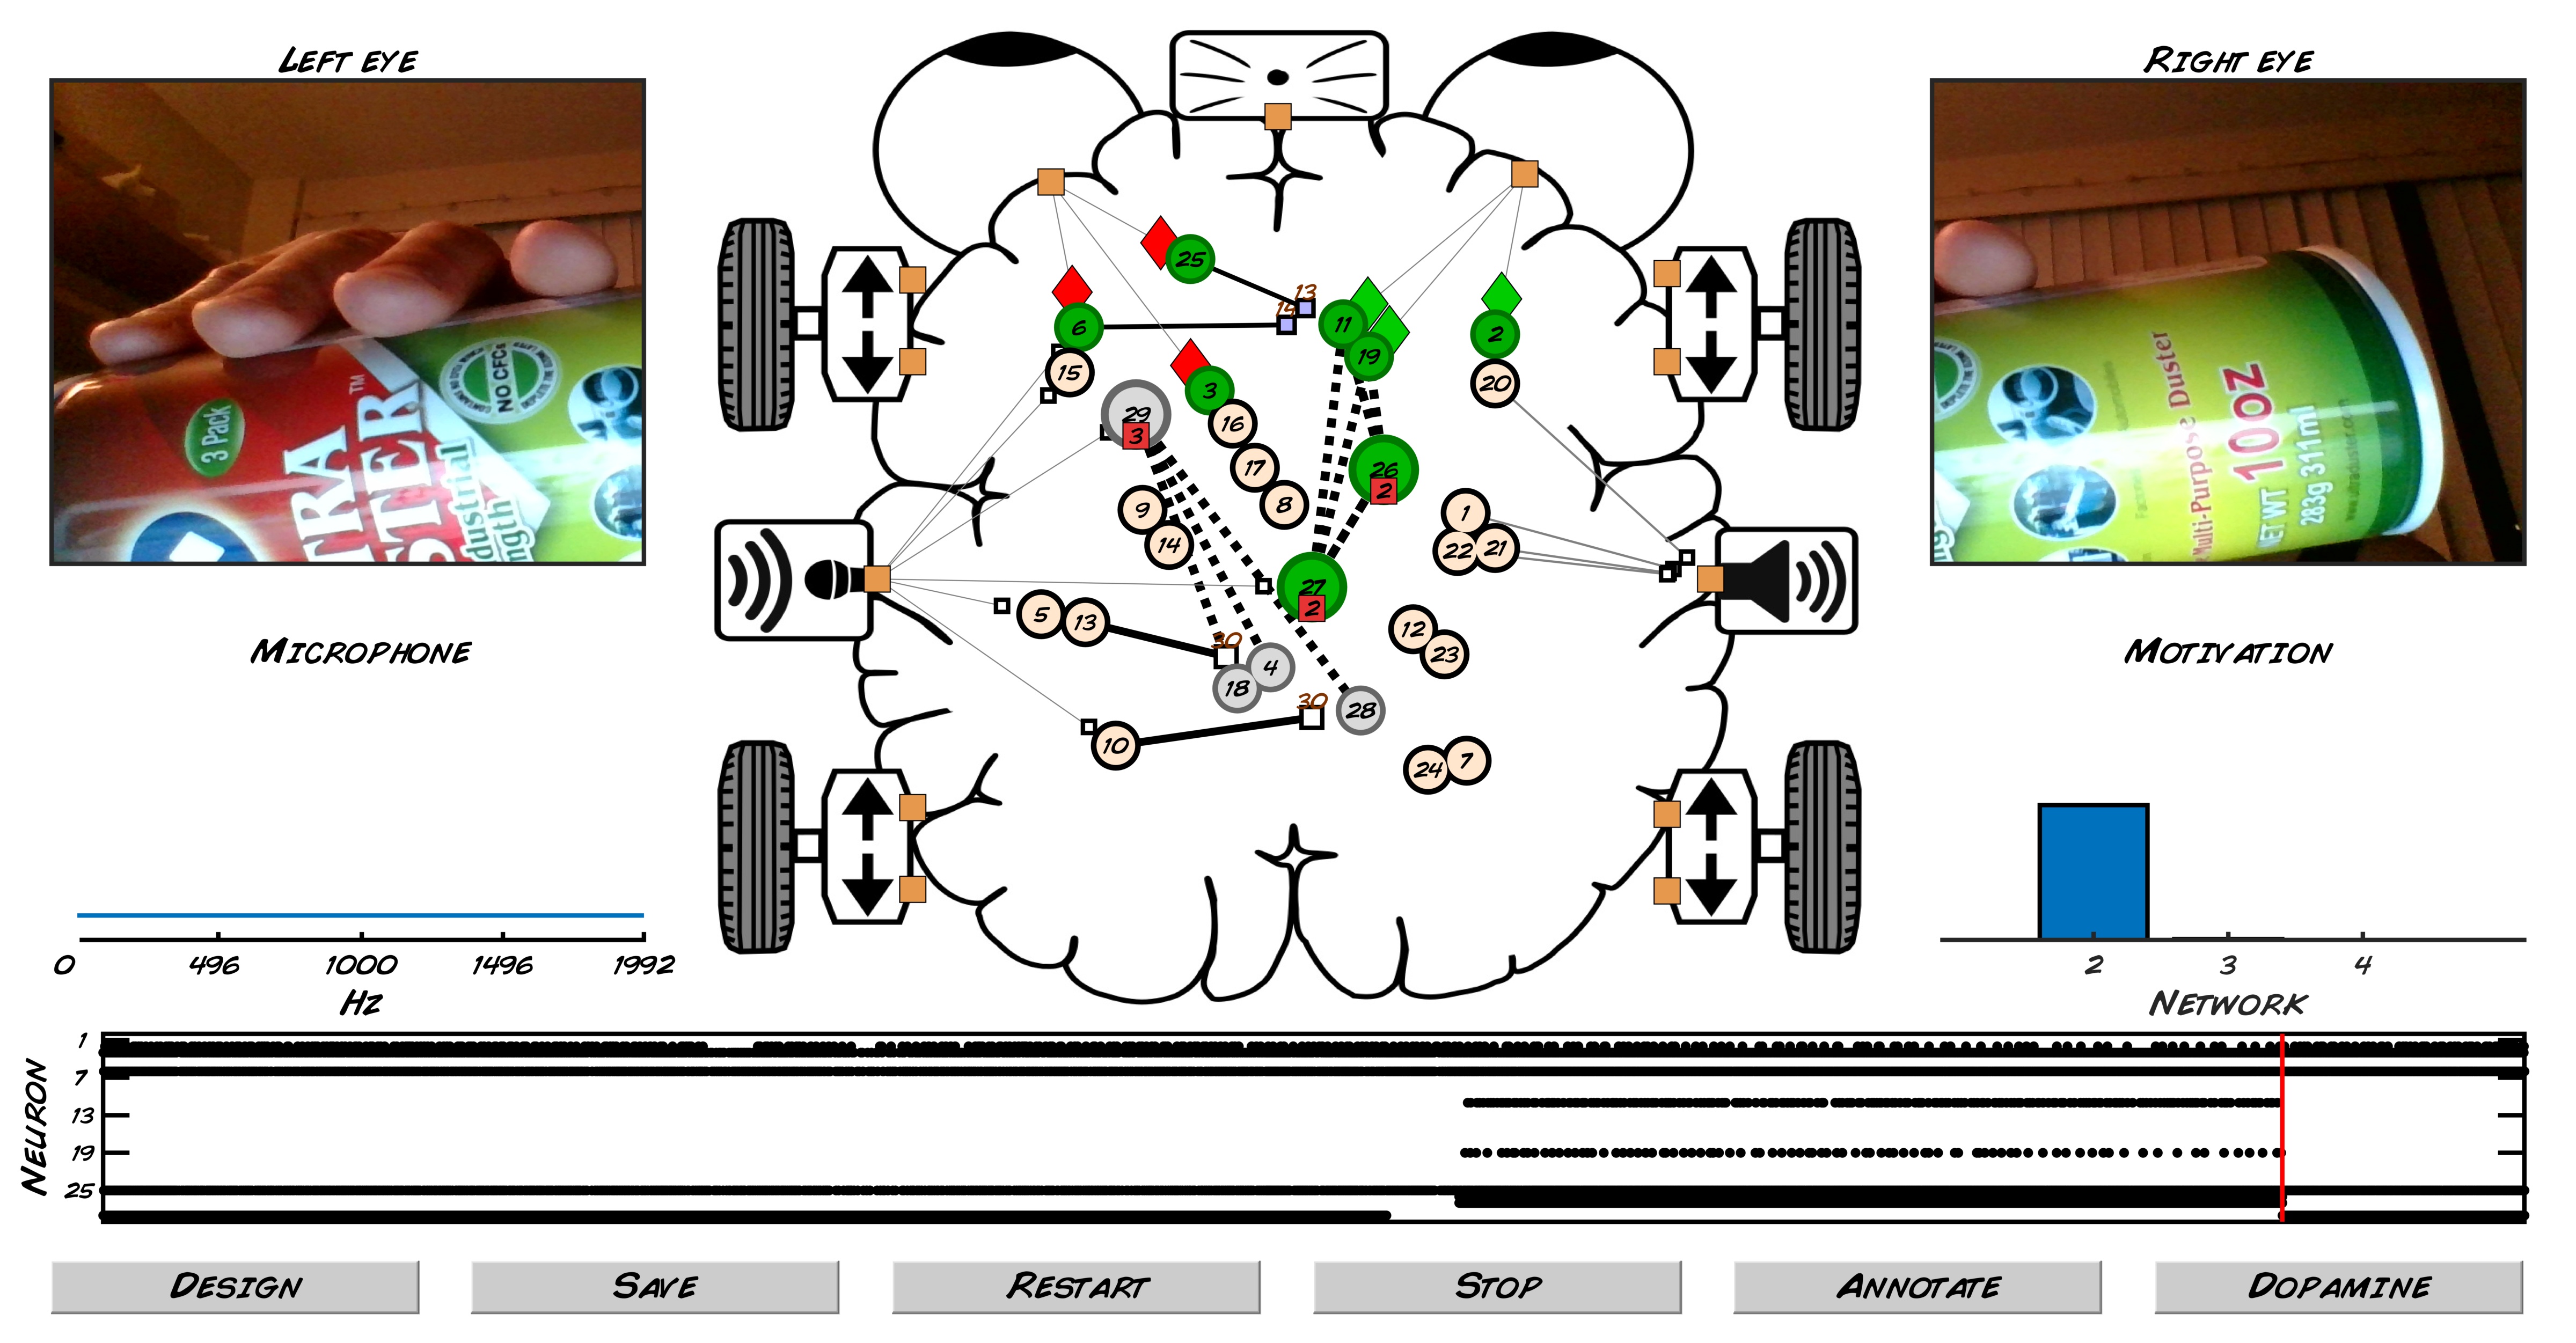 LEFT EYE
RIGHT EYE
3 Pack
TRA
STER™
dustrial
ngth
NO CFCs
Multi-Purpose Duster
NET WT 10oz
283g 311ml
MICROPHONE
0 496 1000 1496 1992
Hz
MOTIVATION
2 3 4
NETWORK
25
13
14
6
11
19
2
15
3
20
29
3
16
17
8
26
2
9
14
1
22
21
27
2
5
13
12
23
30
4
18
30
28
10
24
7
NEURON
1
7
13
19
25
DESIGN
SAVE
RESTART
STOP
ANNOTATE
DOPAMINE